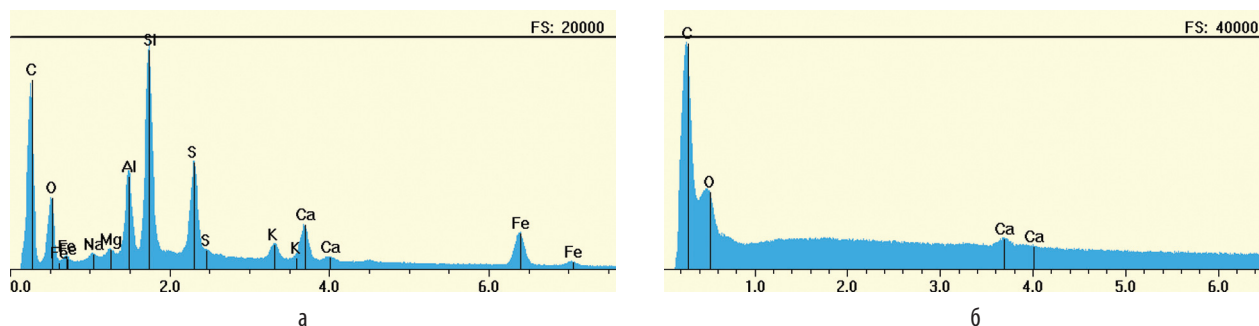 FS: 20000
C
O
Fe
Fe
Na
Mg
Al
Si
S
S
K
K
Ca
Ca
Fe
Fe
0.0 2.0 4.0 6.0
а
FS: 40000
C
O
Ca
Ca
1.0 2.0 3.0 4.0 5.0 6.0
б